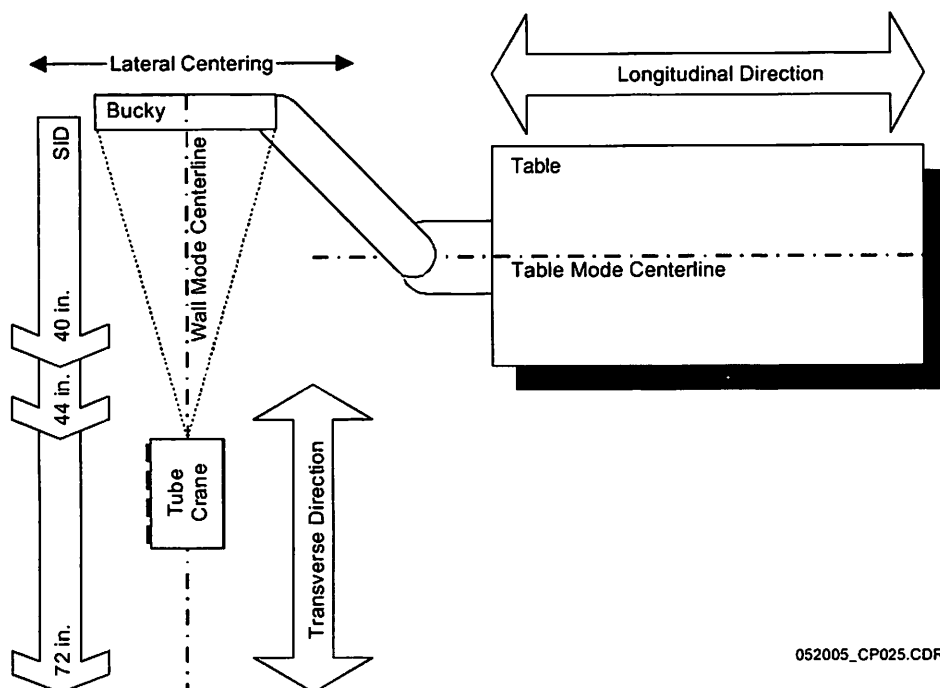 Lateral Centering
Longitudinal Direction
Bucky
SID
Wall Mode Centerline
Table
Table Mode Centerline
40 in.
44 in.
Tube
Crane
Transverse Direction
72 in.
052005_CP025.CDR